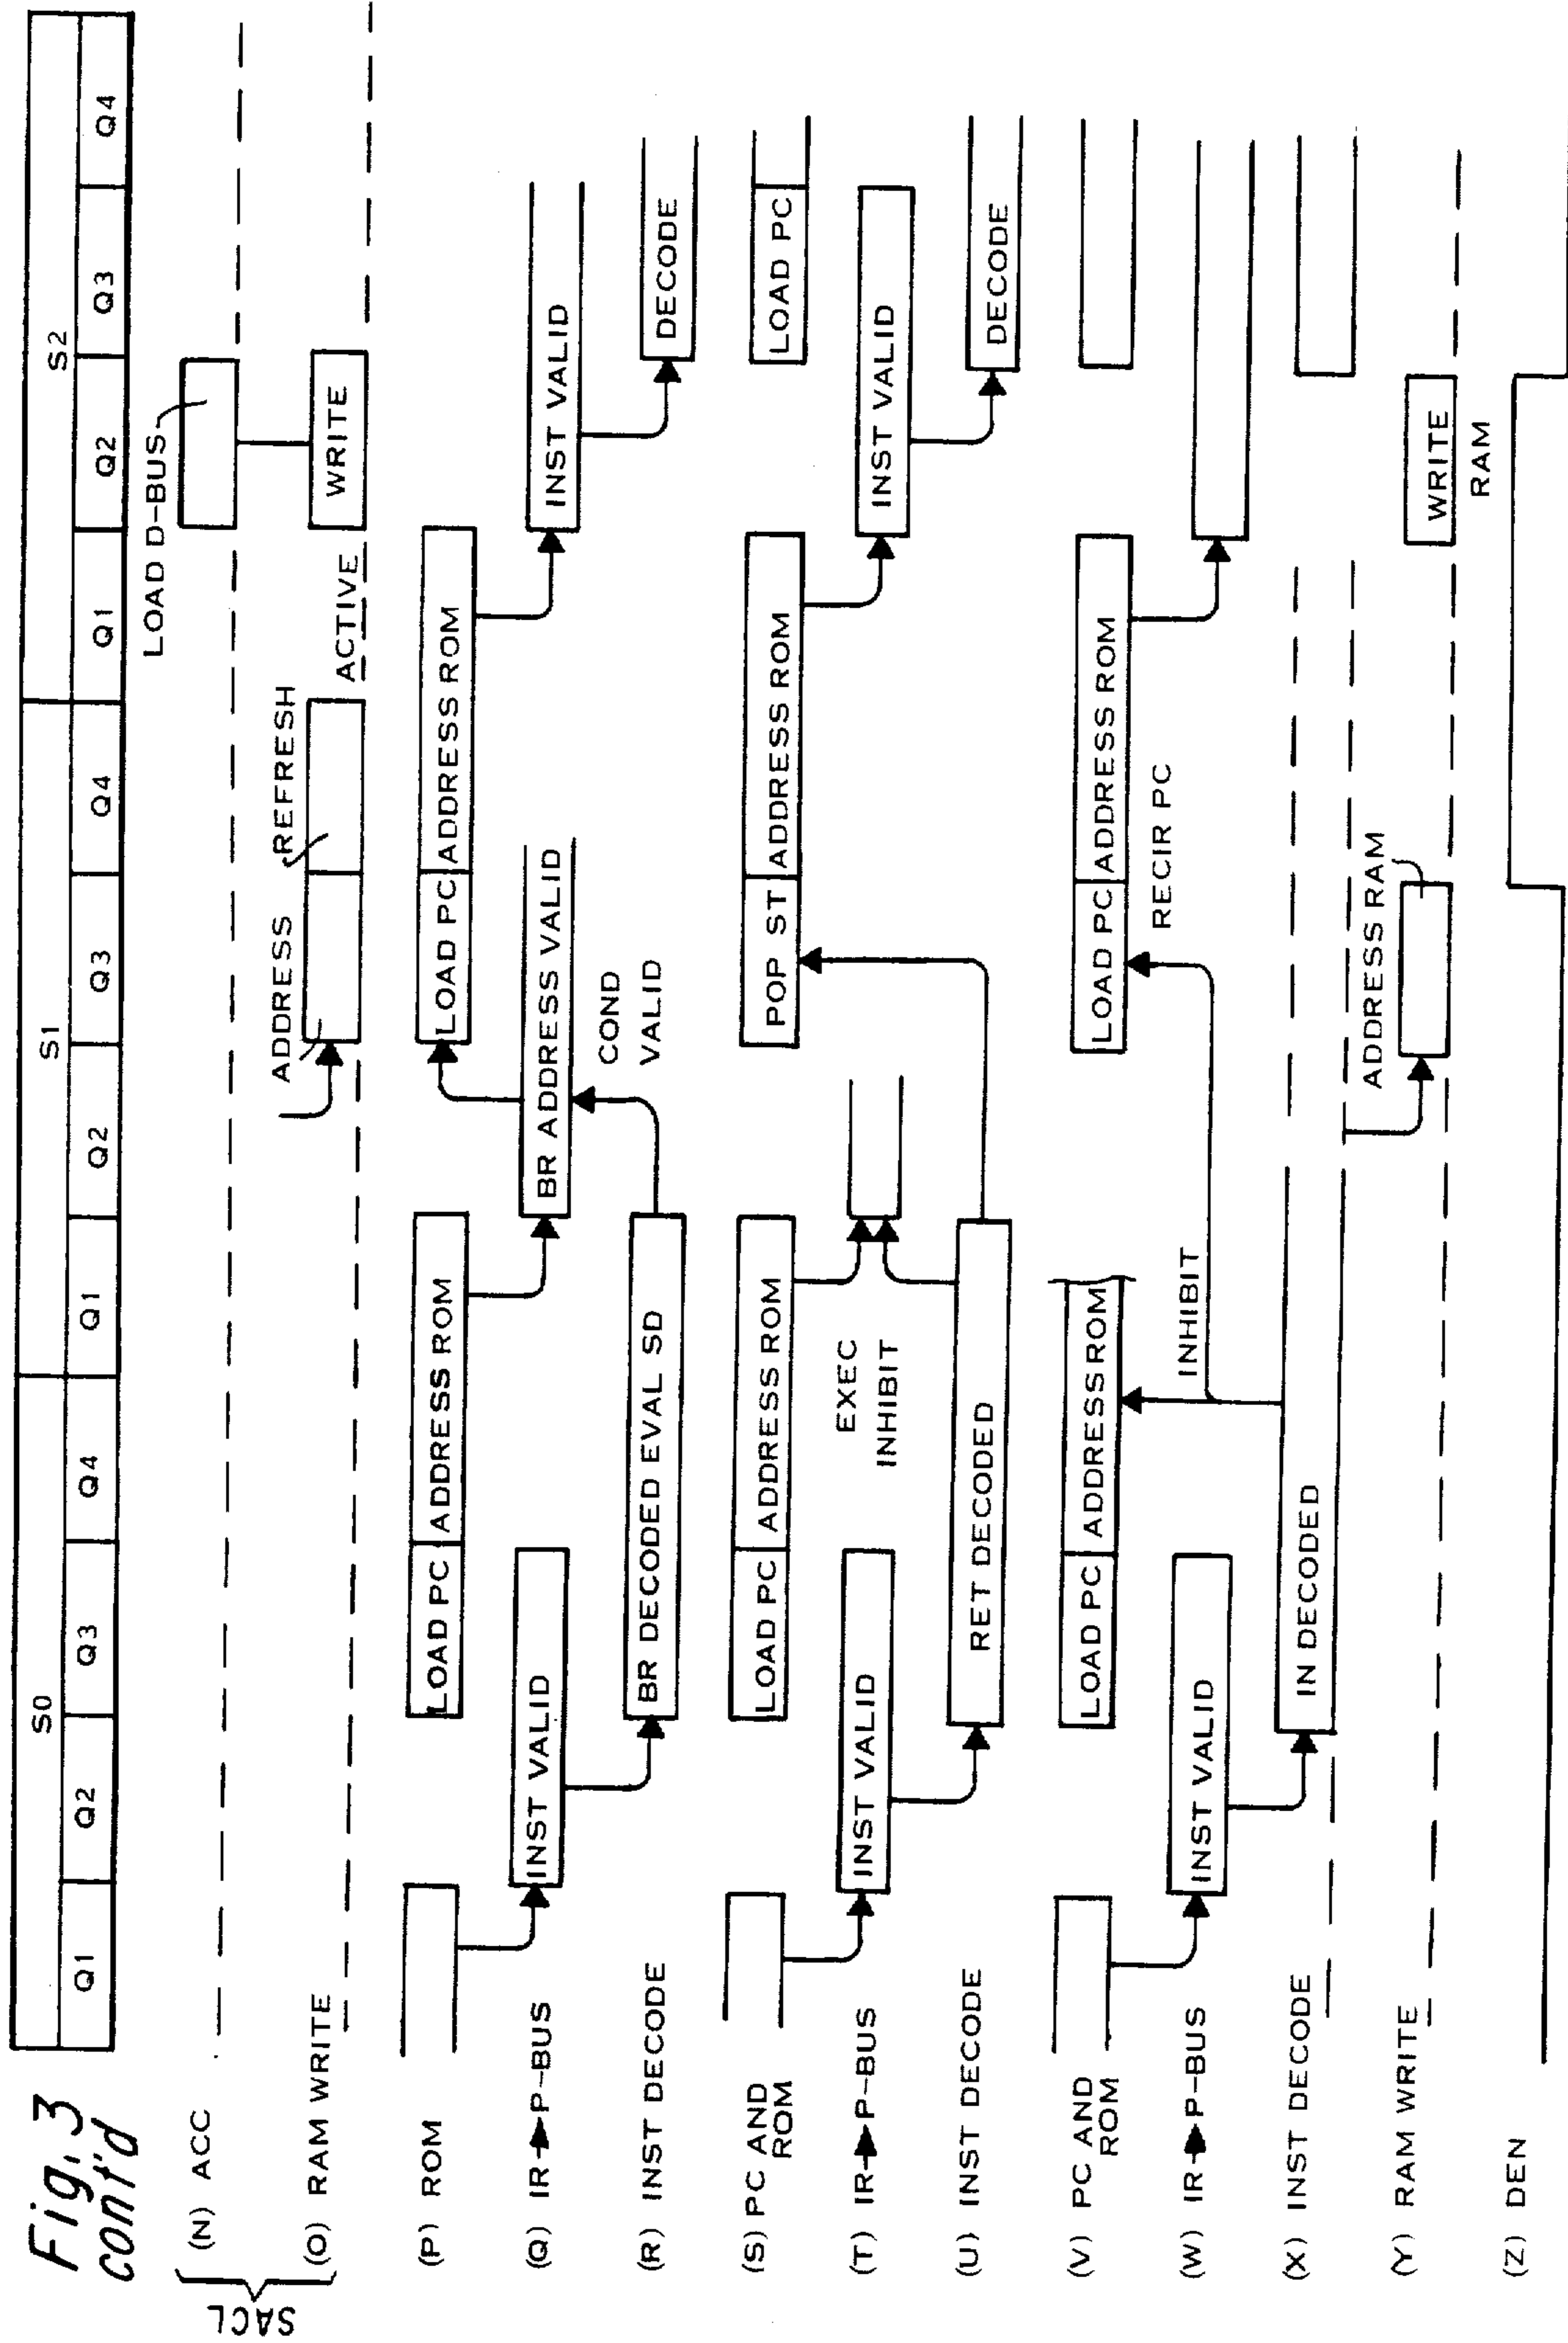 Fig. 3
cont'd
S0 S1 S2
Q1 Q2 Q3 Q4 Q1 Q2 Q3 Q4 Q1 Q2 Q3 Q4
SACL
LOAD D-BUS
(N) ACC
ADDRESS REFRESH
(O) RAM WRITE ACTIVE WRITE
(P) ROM LOAD PC ADDRESS ROM LOAD PC ADDRESS ROM
(Q) IR→P-BUS INST VALID BR ADDRESS VALID INST VALID
COND
VALID
(R) INST DECODE BR DECODED EVAL SD DECODE
(S) PC AND
ROM
LOAD PC ADDRESS ROM POP ST ADDRESS ROM LOAD PC
(T) IR→P-BUS INST VALID INST VALID
EXEC
INHIBIT
(U) INST DECODE RET DECODED DECODE
(V) PC AND
ROM
LOAD PC ADDRESS ROM LOAD PC ADDRESS ROM
RECIR PC
(W) IR→P-BUS INST VALID INHIBIT
(X) INST DECODE IN DECODED
ADDRESS RAM
(Y) RAM WRITE WRITE
RAM
(Z) DEN